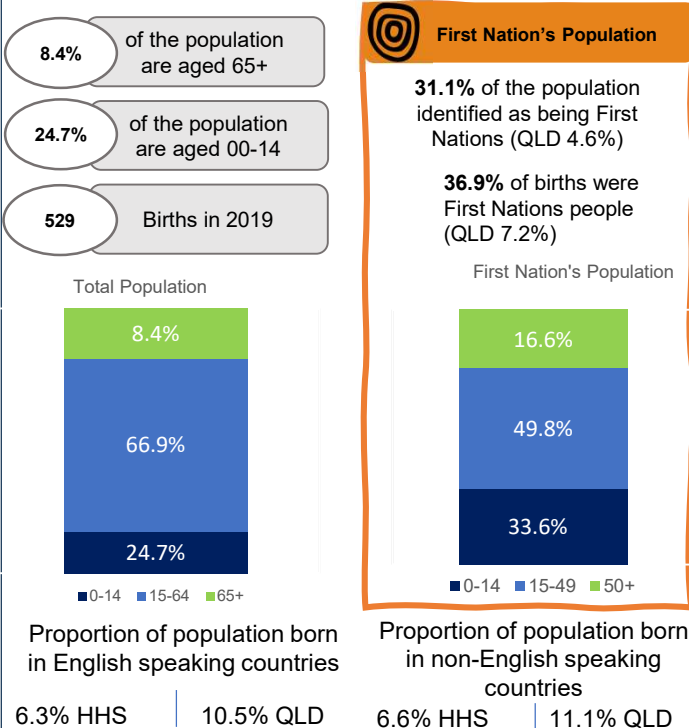 8.4%
of the population
are aged 65+
24.7%
of the population
are aged 00-14
529
Births in 2019
Total Population
8.4%
66.9%
24.7%
0-14 15-64 65+
Proportion of population born
in English speaking countries
6.3% HHS 10.5% QLD
First Nation's Population
31.1% of the population
identified as being First
Nations (QLD 4.6%)
36.9% of births were
First Nations people
(QLD 7.2%)
First Nation's Population
16.6%
49.8%
33.6%
0-14 15-49 50+
Proportion of population born
in non-English speaking
countries
6.6% HHS 11.1% QLD